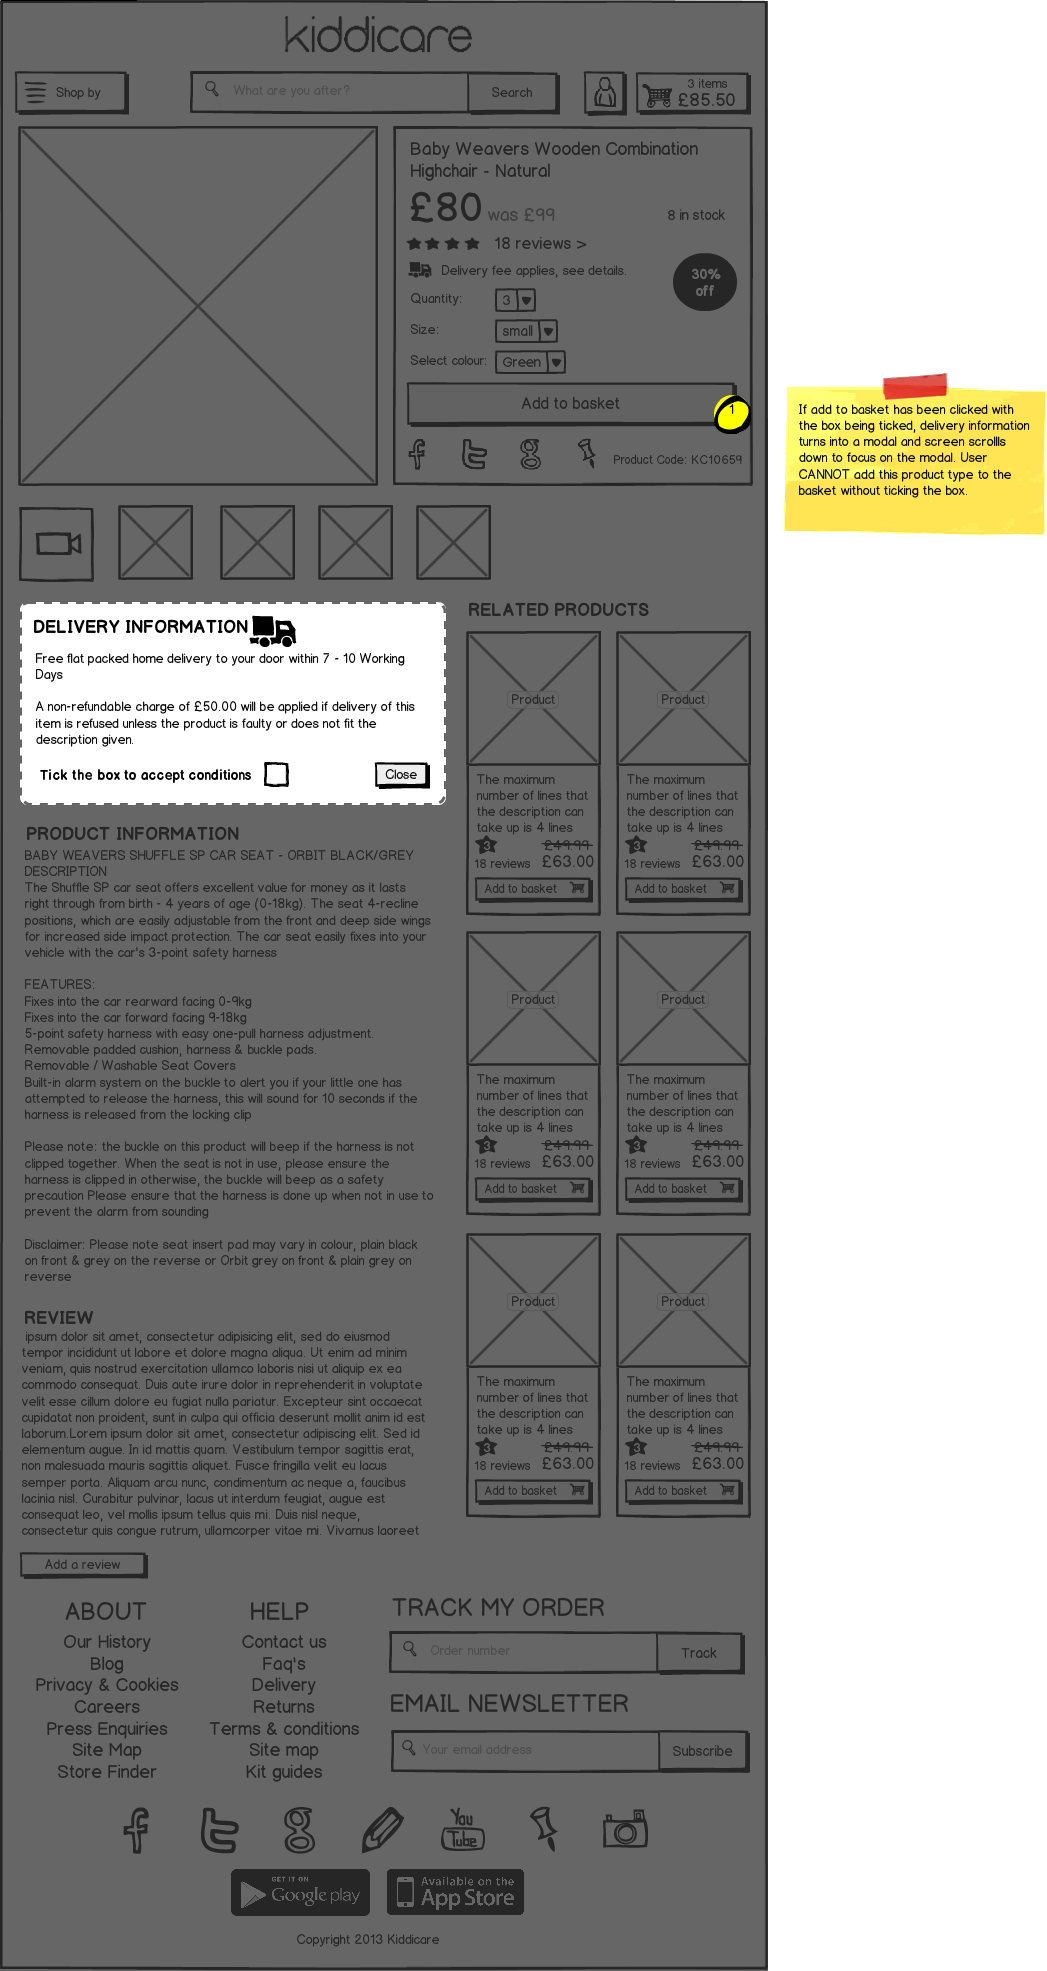 kiddicare
Shop by
What are you after?
Search
3 items
£85.50
Baby Weavers Wooden Combination
Highchair - Natural
£80 was £99
8 in stock
18 reviews >
Delivery fee applies, see details.
30%
off
Quantity:
3
Size:
small
Select colour:
Green
Add to basket
1
Product Code: KC10659
If add to basket has been clicked with
the box being ticked, delivery information
turns into a modal and screen scrollls
down to focus on the modal. User
CANNOT add this product type to the
basket without ticking the box.
DELIVERY INFORMATION
Free flat packed home delivery to your door within 7 - 10 Working
Days
A non-refundable charge of £50.00 will be applied if delivery of this
item is refused unless the product is faulty or does not fit the
description given.
Tick the box to accept conditions
Close
PRODUCT INFORMATION
BABY WEAVERS SHUFFLE SP CAR SEAT - ORBIT BLACK/GREY
DESCRIPTION
The Shuffle SP car seat offers excellent value for money as it lasts
right through from birth - 4 years of age (0-18kg). The seat 4-recline
positions, which are easily adjustable from the front and deep side wings
for increased side impact protection. The car seat easily fixes into your
vehicle with the car's 3-point safety harness
FEATURES:
Fixes into the car rearward facing 0-9kg
Fixes into the car forward facing 9-18kg
5-point safety harness with easy one-pull harness adjustment.
Removable padded cushion, harness & buckle pads.
Removable / Washable Seat Covers
Built-in alarm system on the buckle to alert you if your little one has
attempted to release the harness, this will sound for 10 seconds if the
harness is released from the locking clip
Please note: the buckle on this product will beep if the harness is not
clipped together. When the seat is not in use, please ensure the
harness is clipped in otherwise, the buckle will beep as a safety
precaution Please ensure that the harness is done up when not in use to
prevent the alarm from sounding
Disclaimer: Please note seat insert pad may vary in colour, plain black
on front & grey on the reverse or Orbit grey on front & plain grey on
reverse
REVIEW
ipsum dolor sit amet, consectetur adipisicing elit, sed do eiusmod
tempor incididunt ut labore et dolore magna aliqua. Ut enim ad minim
veniam, quis nostrud exercitation ullamco laboris nisi ut aliquip ex ea
commodo consequat. Duis aute irure dolor in reprehenderit in voluptate
velit esse cillum dolore eu fugiat nulla pariatur. Excepteur sint occaecat
cupidatat non proident, sunt in culpa qui officia deserunt mollit anim id est
laborum.Lorem ipsum dolor sit amet, consectetur adipiscing elit. Sed id
elementum augue. In id mattis quam. Vestibulum tempor sagittis erat,
non malesuada mauris sagittis aliquet. Fusce fringilla velit eu lacus
semper porta. Aliquam arcu nunc, condimentum ac neque a, faucibus
lacinia nisl. Curabitur pulvinar, lacus ut interdum feugiat, augue est
consequat leo, vel mollis ipsum tellus quis mi. Duis nisl neque,
consectetur quis congue rutrum, ullamcorper vitae mi. Vivamus laoreet
Add a review
RELATED PRODUCTS
Product
The maximum
number of lines that
the description can
take up is 4 lines
3
£49.99
18 reviews
£63.00
Add to basket
Product
The maximum
number of lines that
the description can
take up is 4 lines
3
£49.99
18 reviews
£63.00
Add to basket
Product
The maximum
number of lines that
the description can
take up is 4 lines
3
£49.99
18 reviews
£63.00
Add to basket
Product
The maximum
number of lines that
the description can
take up is 4 lines
3
£49.99
18 reviews
£63.00
Add to basket
Product
The maximum
number of lines that
the description can
take up is 4 lines
3
£49.99
18 reviews
£63.00
Add to basket
Product
The maximum
number of lines that
the description can
take up is 4 lines
3
£49.99
18 reviews
£63.00
Add to basket
ABOUT
Our History
Blog
Privacy & Cookies
Careers
Press Enquiries
Site Map
Store Finder
HELP
Contact us
Faq's
Delivery
Returns
Terms & conditions
Site map
Kit guides
TRACK MY ORDER
Order number
Track
EMAIL NEWSLETTER
Your email address
Subscribe
You
Tube
GET IT ON
Google play
Available on the
App Store
Copyright 2013 Kiddicare